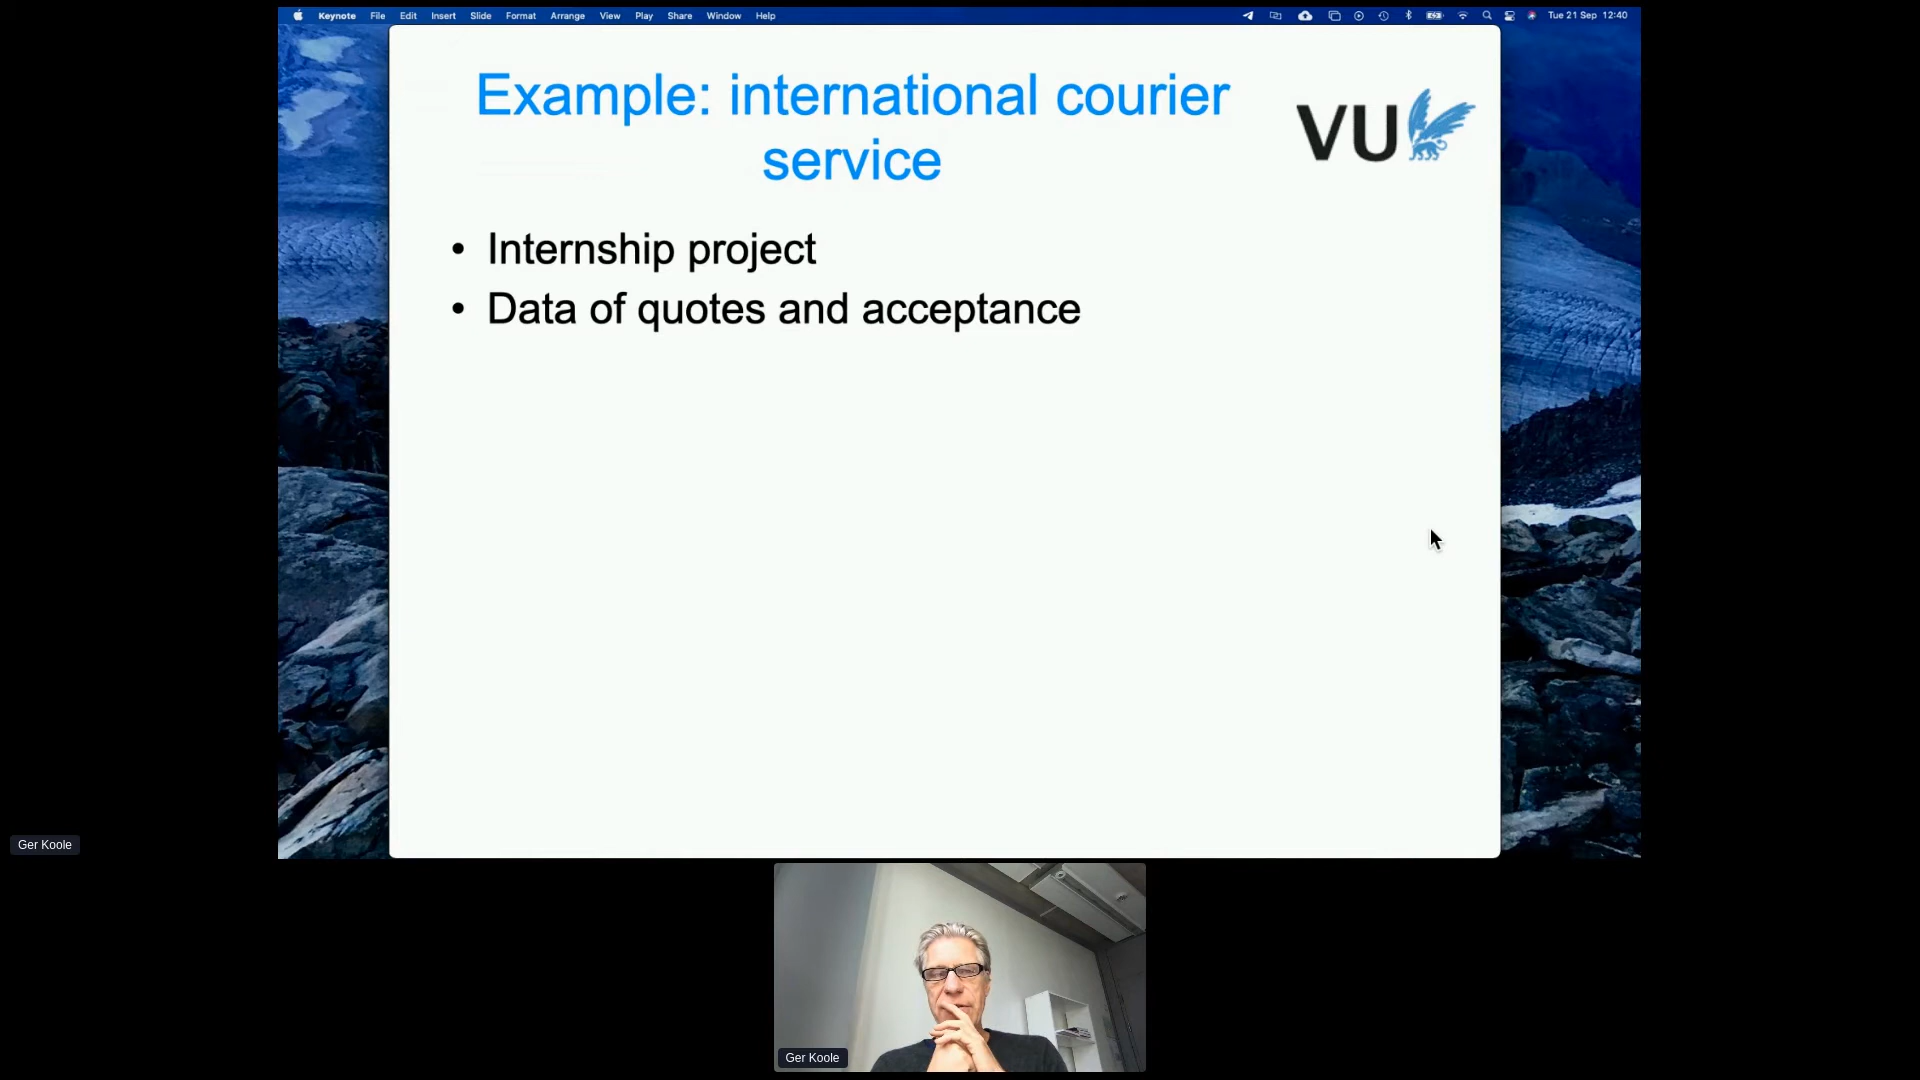 Keynote File Edit Insert Slide Format Arrange View Play Share Window Help
Tue 21 Sep 12:40
Example: international courier
service
VU
• Internship project
• Data of quotes and acceptance
Ger Koole
Ger Koole